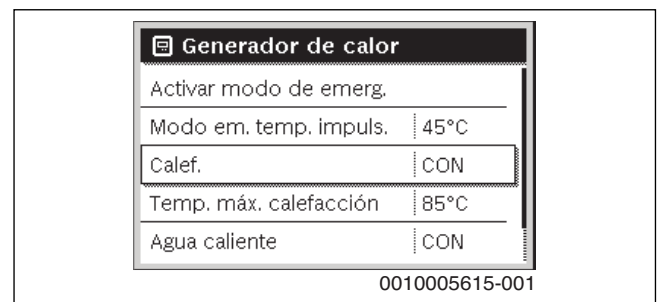 Generador de calor
Activar modo de emerg.
Modo em. temp. impuls. 45°C
Calef. CON
Temp. máx. calefacción 85°C
Agua caliente CON
0010005615-001